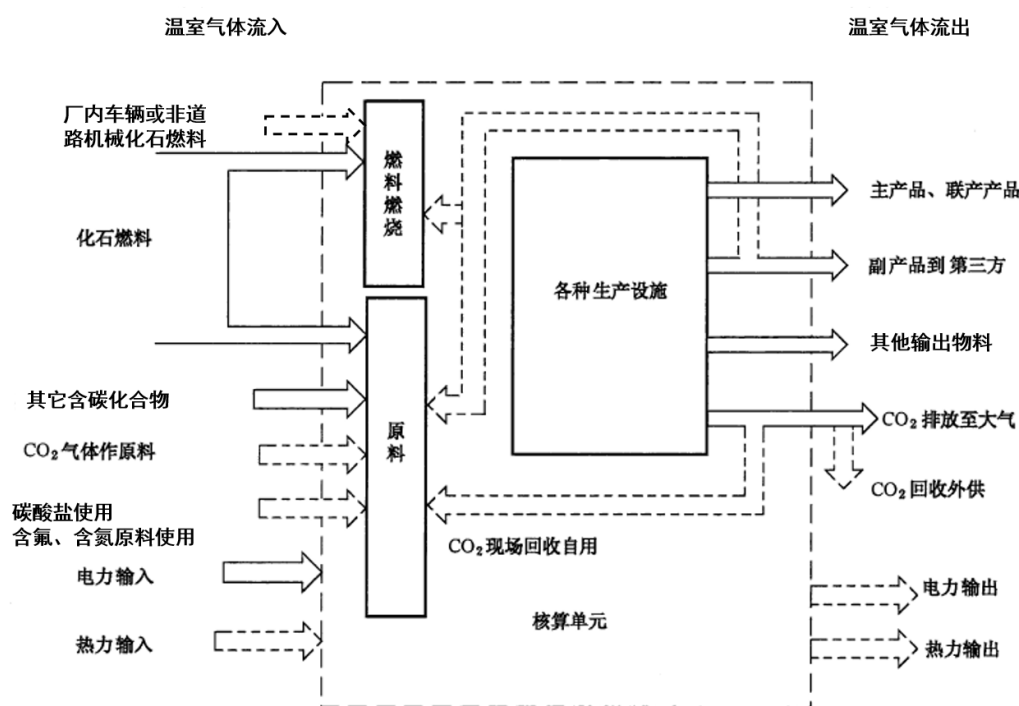 温室气体流入
温室气体流出
厂内车辆或非道
路机械化石燃料
燃料燃烧
化石燃料
各种生产设施
主产品、联产产品
副产品到第三方
其他输出物料
其它含碳化合物
CO₂气体作原料
原料
CO₂排放至大气
CO₂回收外供
碳酸盐使用
含氟、含氮原料使用
CO₂现场回收自用
电力输入
电力输出
核算单元
热力输入
热力输出